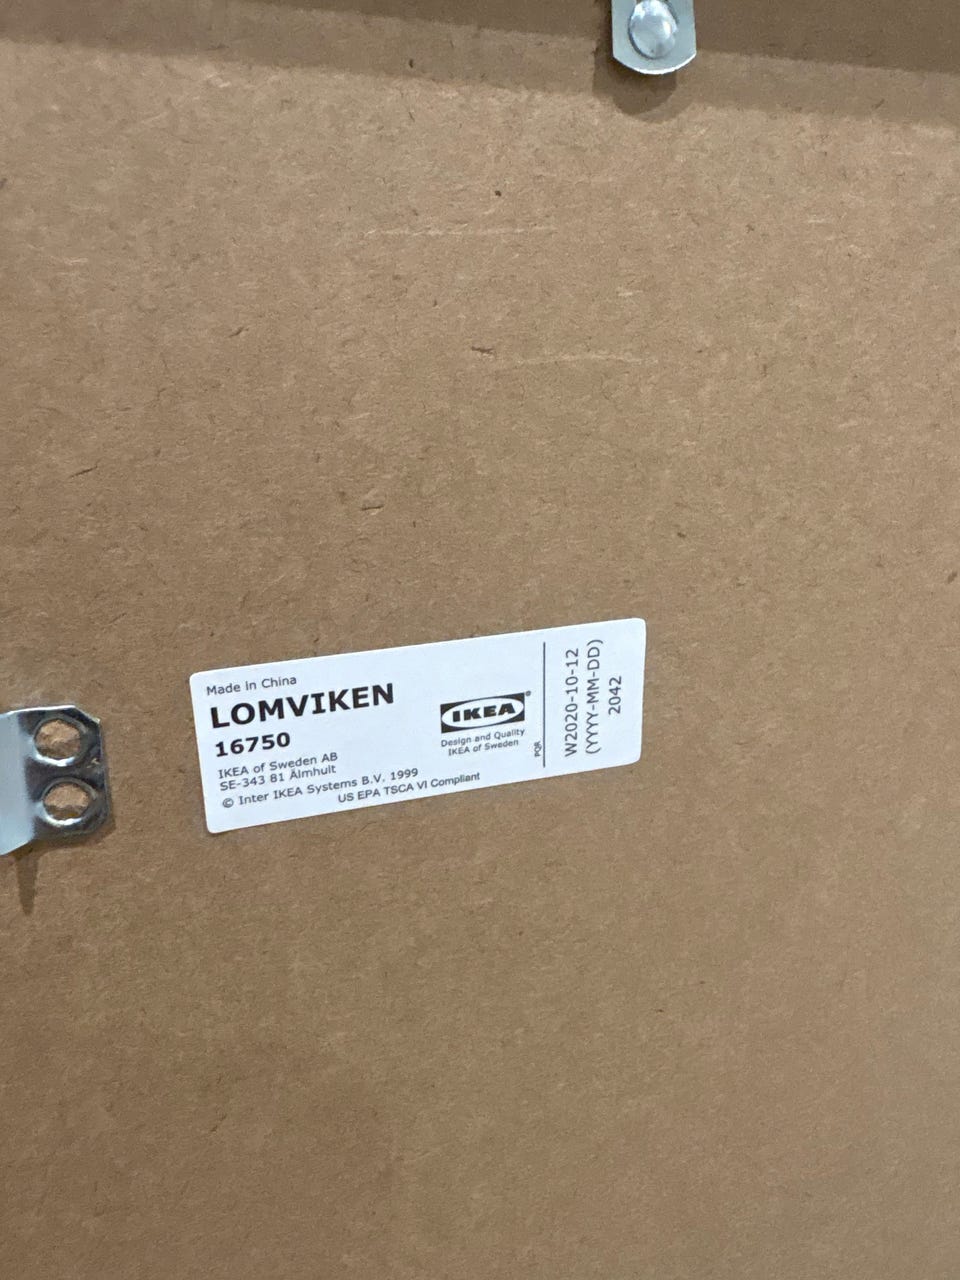 Made in China
LOMVIKEN
16750
IKEA of Sweden AB
SE-343 81 Älmhult
© Inter IKEA Systems B.V. 1999
US EPA TSCA VI Compliant
IKEA®
Design and Quality
IKEA of Sweden
PQR
W2020-10-12
(YYYY-MM-DD)
2042